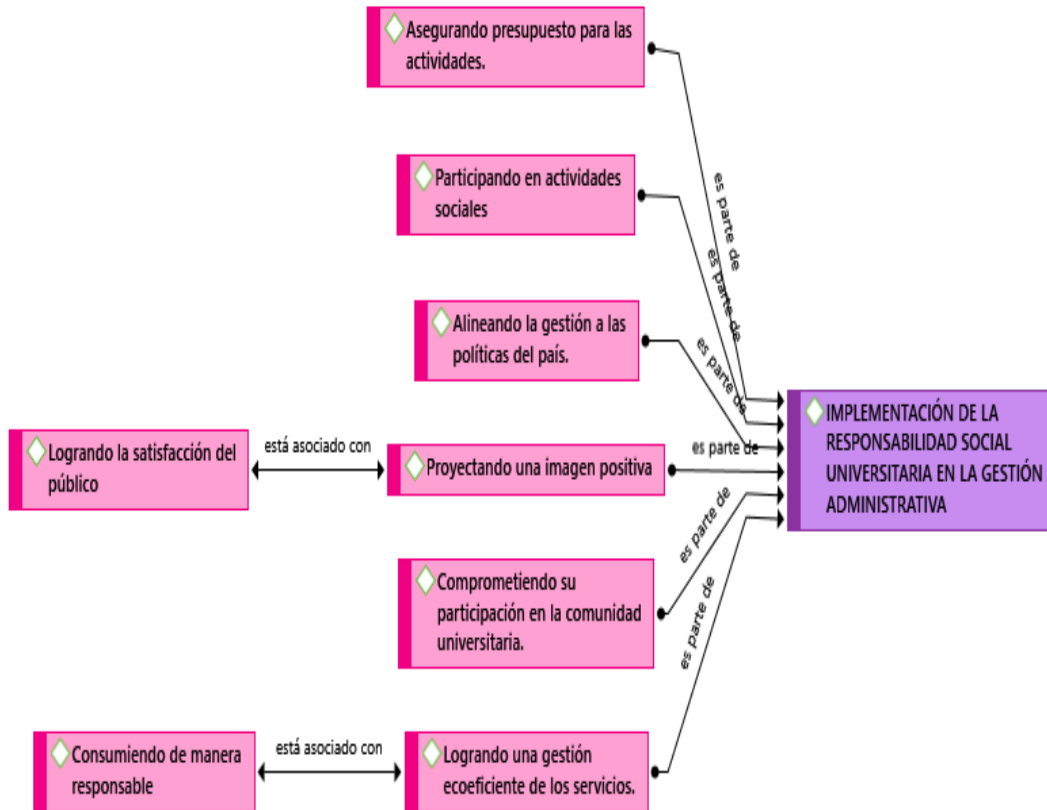 Asegurando presupuesto para las
actividades.
es parte de
Participando en actividades
sociales
es parte de
Alineando la gestión a las
políticas del país.
es parte de
Logrando la satisfacción del
público
está asociado con
Proyectando una imagen positiva
es parte de
IMPLEMENTACIÓN DE LA
RESPONSABILIDAD SOCIAL
UNIVERSITARIA EN LA GESTIÓN
ADMINISTRATIVA
Comprometiendo su
participación en la comunidad
universitaria.
es parte de
Consumiendo de manera
responsable
está asociado con
Logrando una gestión
ecoeficiente de los servicios.
es parte de